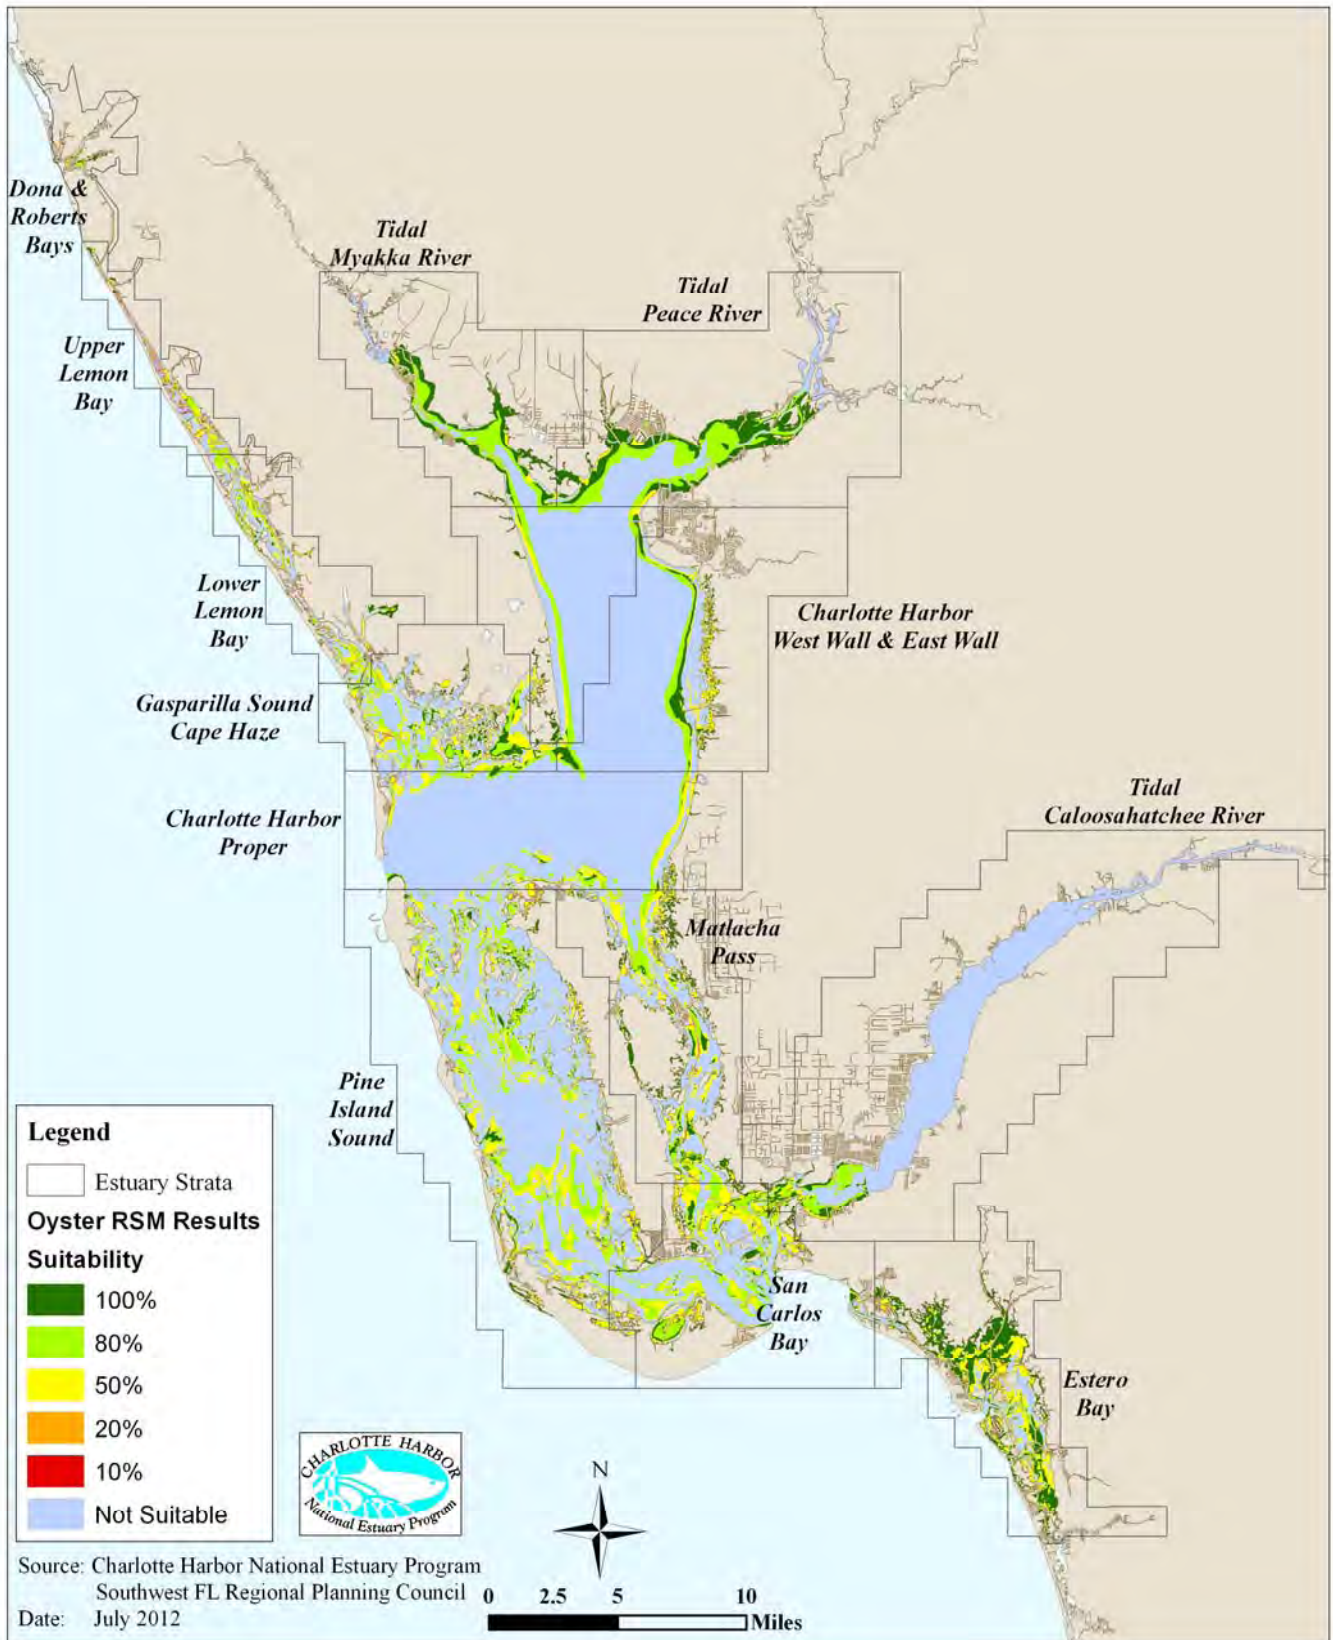 Dona &
Roberts
Bays
Tidal
Myakka River
Tidal
Peace River
Upper
Lemon
Bay
Lower
Lemon
Bay
Charlotte Harbor
West Wall & East Wall
Gasparilla Sound
Cape Haze
Charlotte Harbor
Proper
Tidal
Caloosahatchee River
Matlacha
Pass
Pine
Island
Sound
San
Carlos
Bay
Estero
Bay
Legend
Estuary Strata
Oyster RSM Results
Suitability
100%
80%
50%
20%
10%
Not Suitable
CHARLOTTE HARBOR
National Estuary Program
N
Source: Charlotte Harbor National Estuary Program
Southwest FL Regional Planning Council
Date: July 2012
0 2.5 5 10
Miles